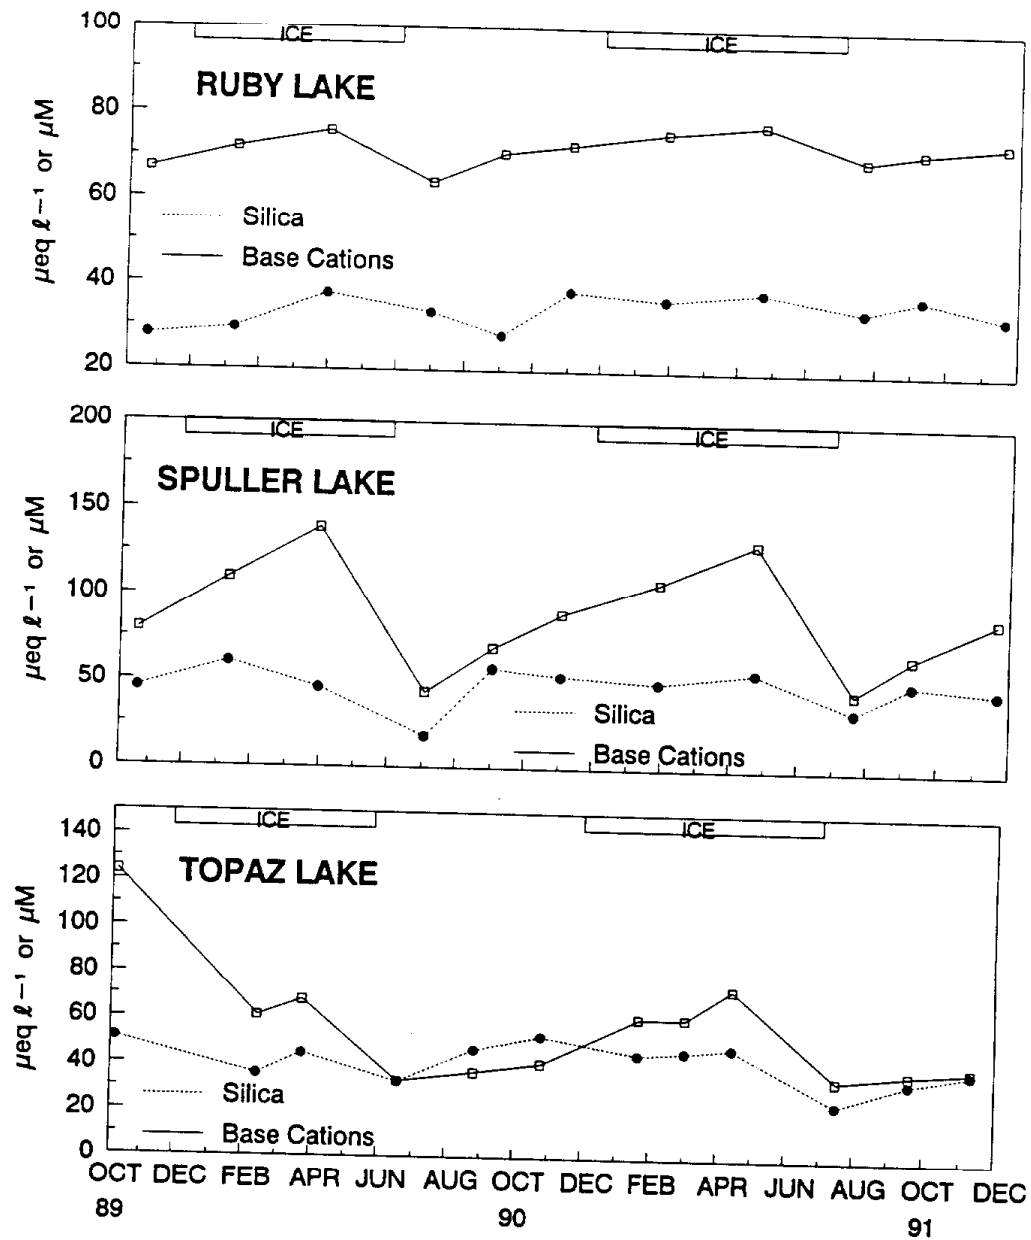 100
80
60
40
20
μeq ℓ−1 or μM
ICE
ICE
RUBY LAKE
Silica
Base Cations
200
150
100
50
0
μeq ℓ−1 or μM
ICE
ICE
SPULLER LAKE
Silica
Base Cations
140
120
100
80
60
40
20
0
μeq ℓ−1 or μM
ICE
ICE
TOPAZ LAKE
Silica
Base Cations
OCT DEC FEB APR JUN AUG OCT DEC FEB APR JUN AUG OCT DEC
89 90 91